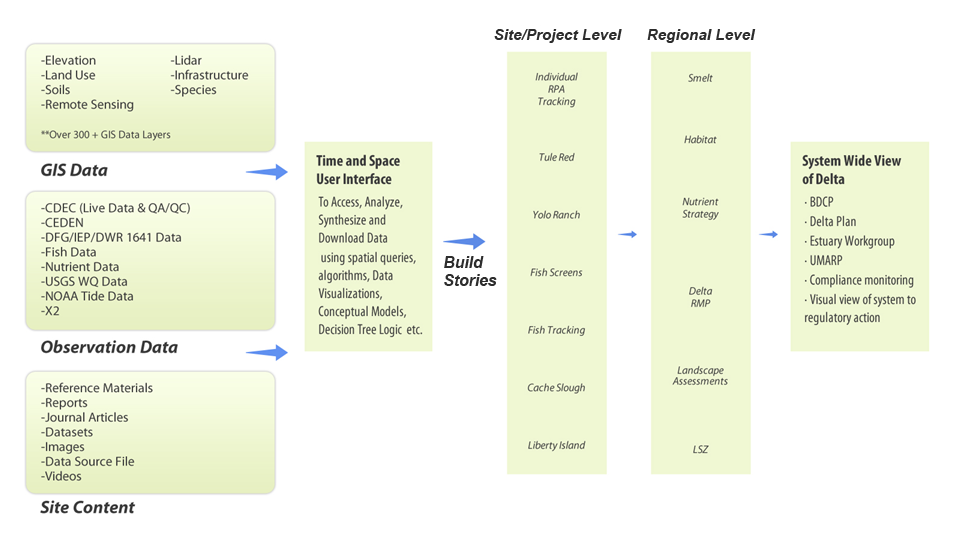 -Elevation
-Land Use
-Soils
-Remote Sensing
-Lidar
-Infrastructure
-Species
**Over 300 + GIS Data Layers
GIS Data
-CDEC (Live Data & QA/QC)
-CEDEN
-DFG/IEP/DWR 1641 Data
-Fish Data
-Nutrient Data
-USGS WQ Data
-NOAA Tide Data
-X2
Observation Data
-Reference Materials
-Reports
-Journal Articles
-Datasets
-Images
-Data Source File
-Videos
Site Content
Time and Space
User Interface
To Access, Analyze,
Synthesize and
Download Data
using spatial queries,
algorithms, Data
Visualizations,
Conceptual Models,
Decision Tree Logic etc.
Build
Stories
Site/Project Level
Individual
RPA
Tracking
Tule Red
Yolo Ranch
Fish Screens
Fish Tracking
Cache Slough
Liberty Island
Regional Level
Smelt
Habitat
Nutrient
Strategy
Delta
RMP
Landscape
Assessments
LSZ
System Wide View
of Delta
· BDCP
· Delta Plan
· Estuary Workgroup
· UMARP
· Compliance monitoring
· Visual view of system to
regulatory action